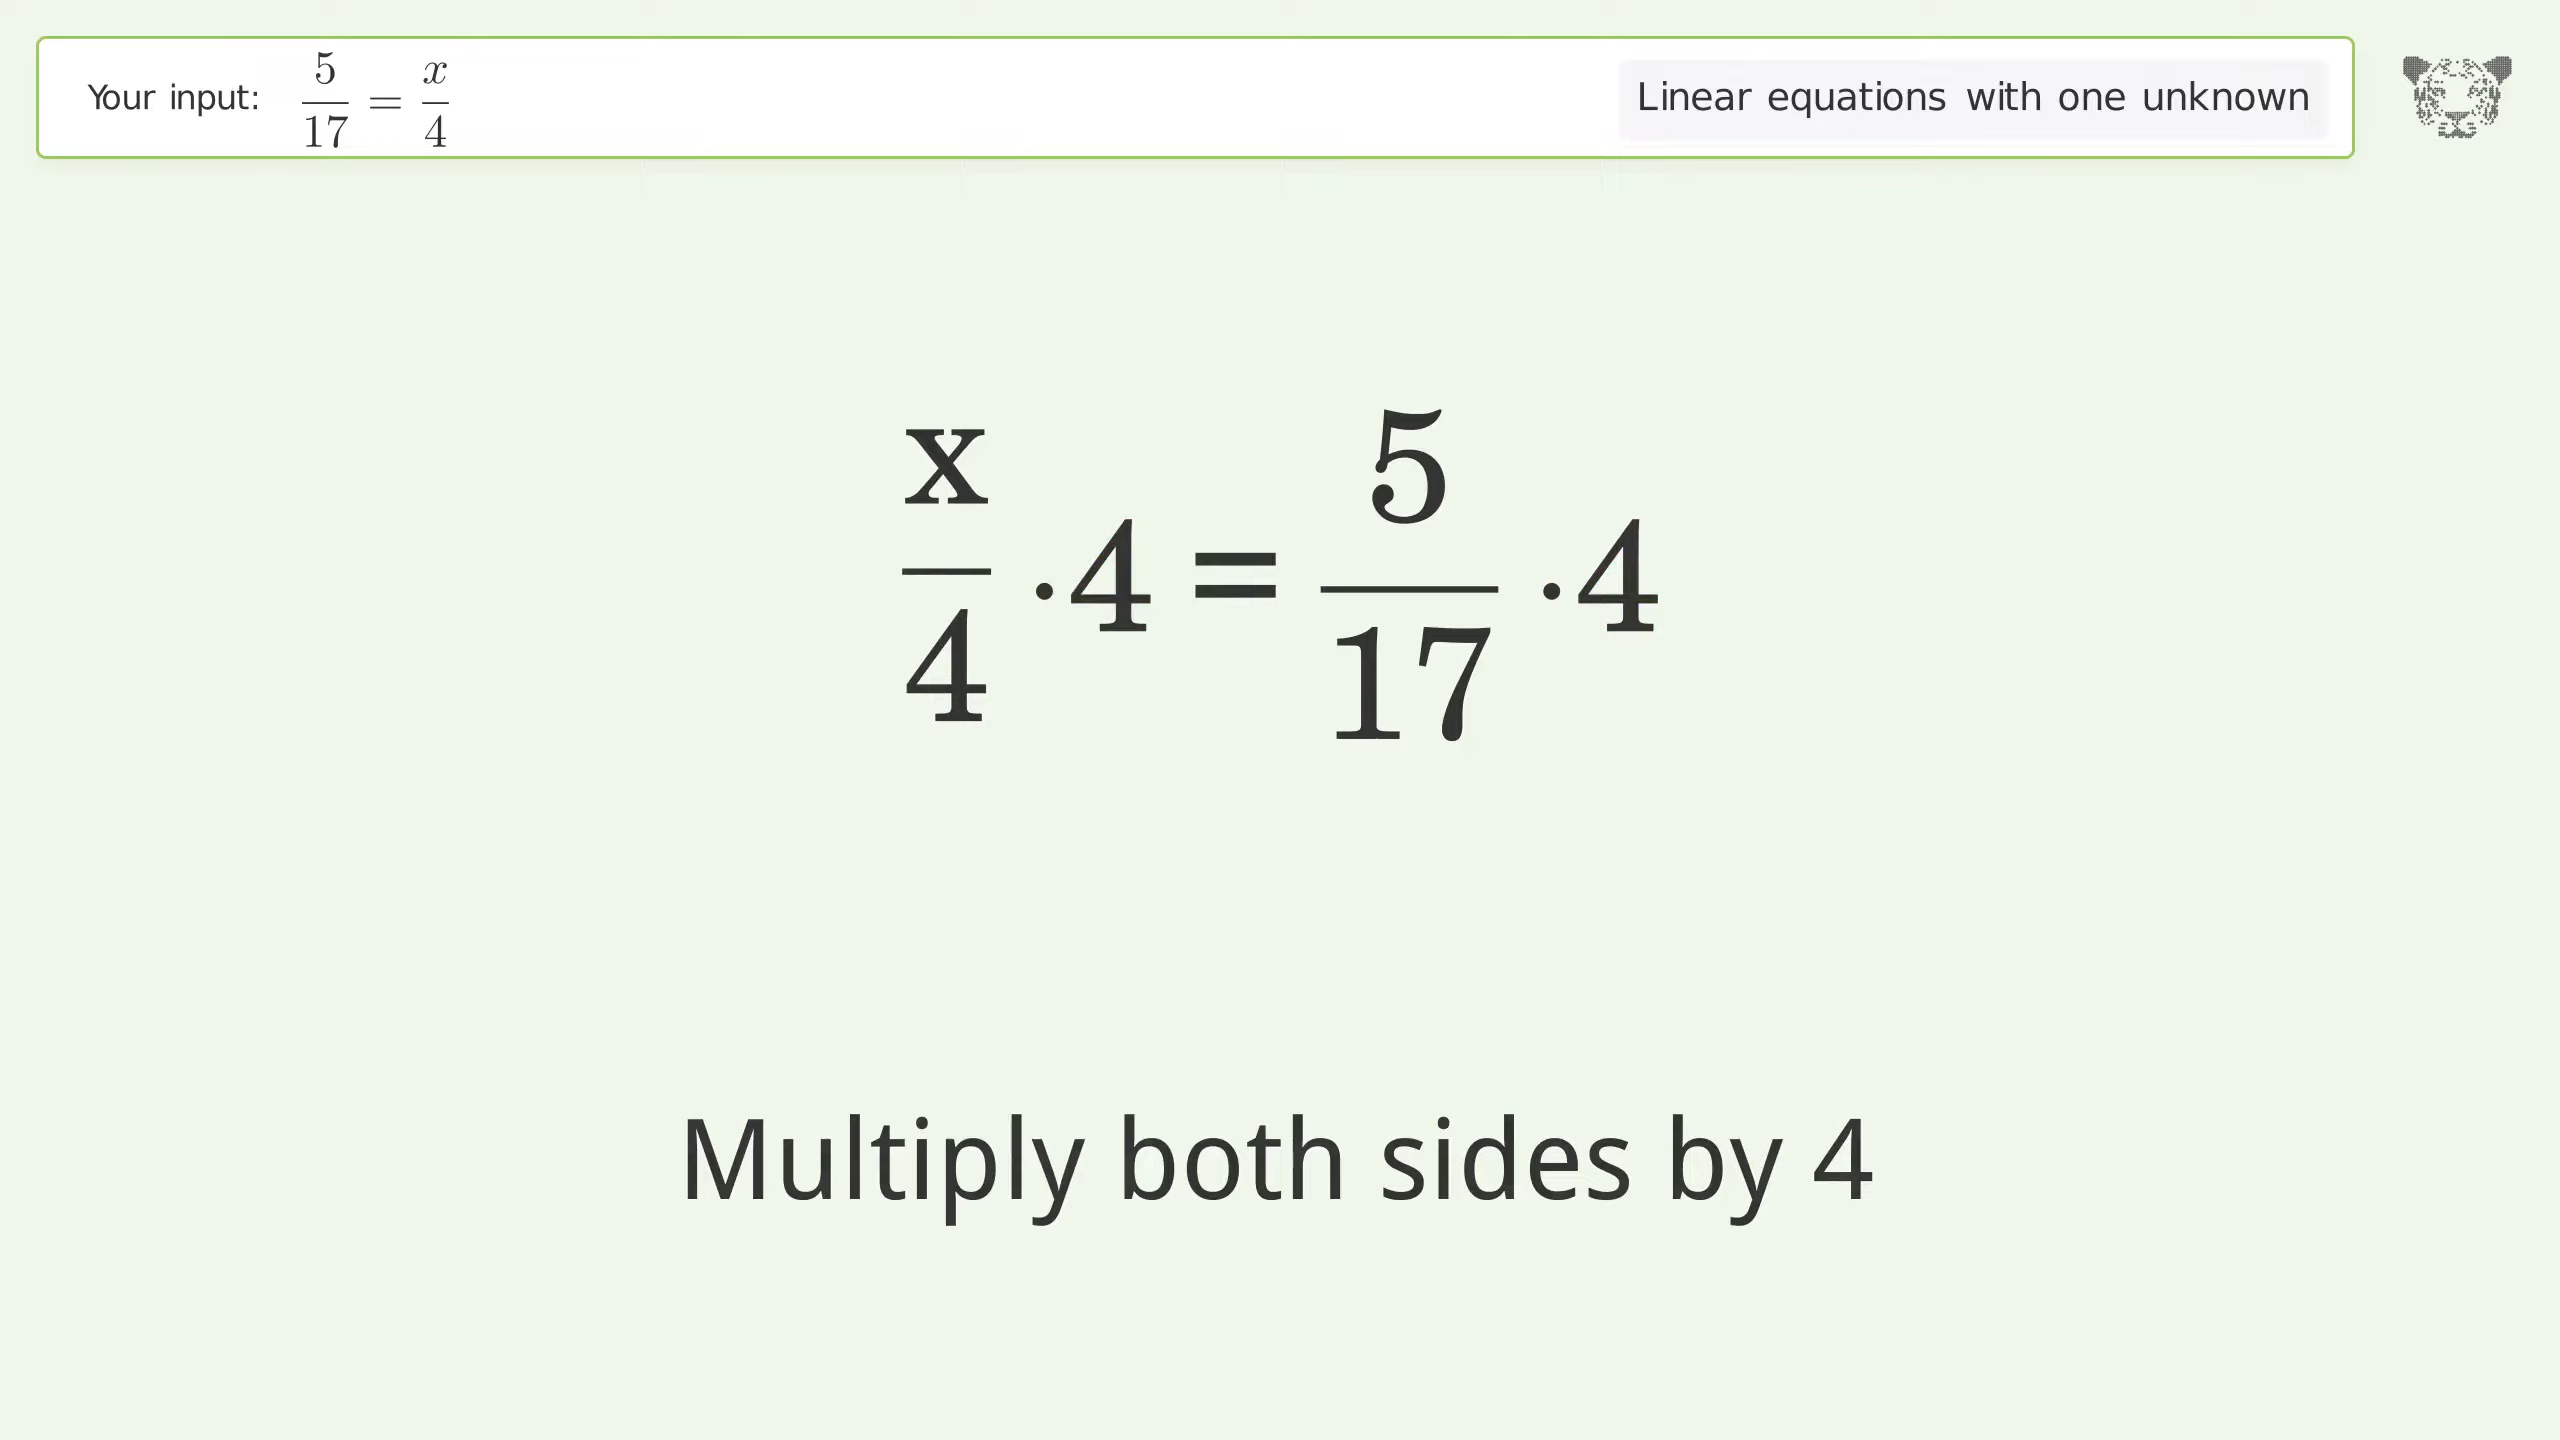 Your input: 5/17 = x/4
Linear equations with one unknown
x/4 · 4 = 5/17 · 4
Multiply both sides by 4